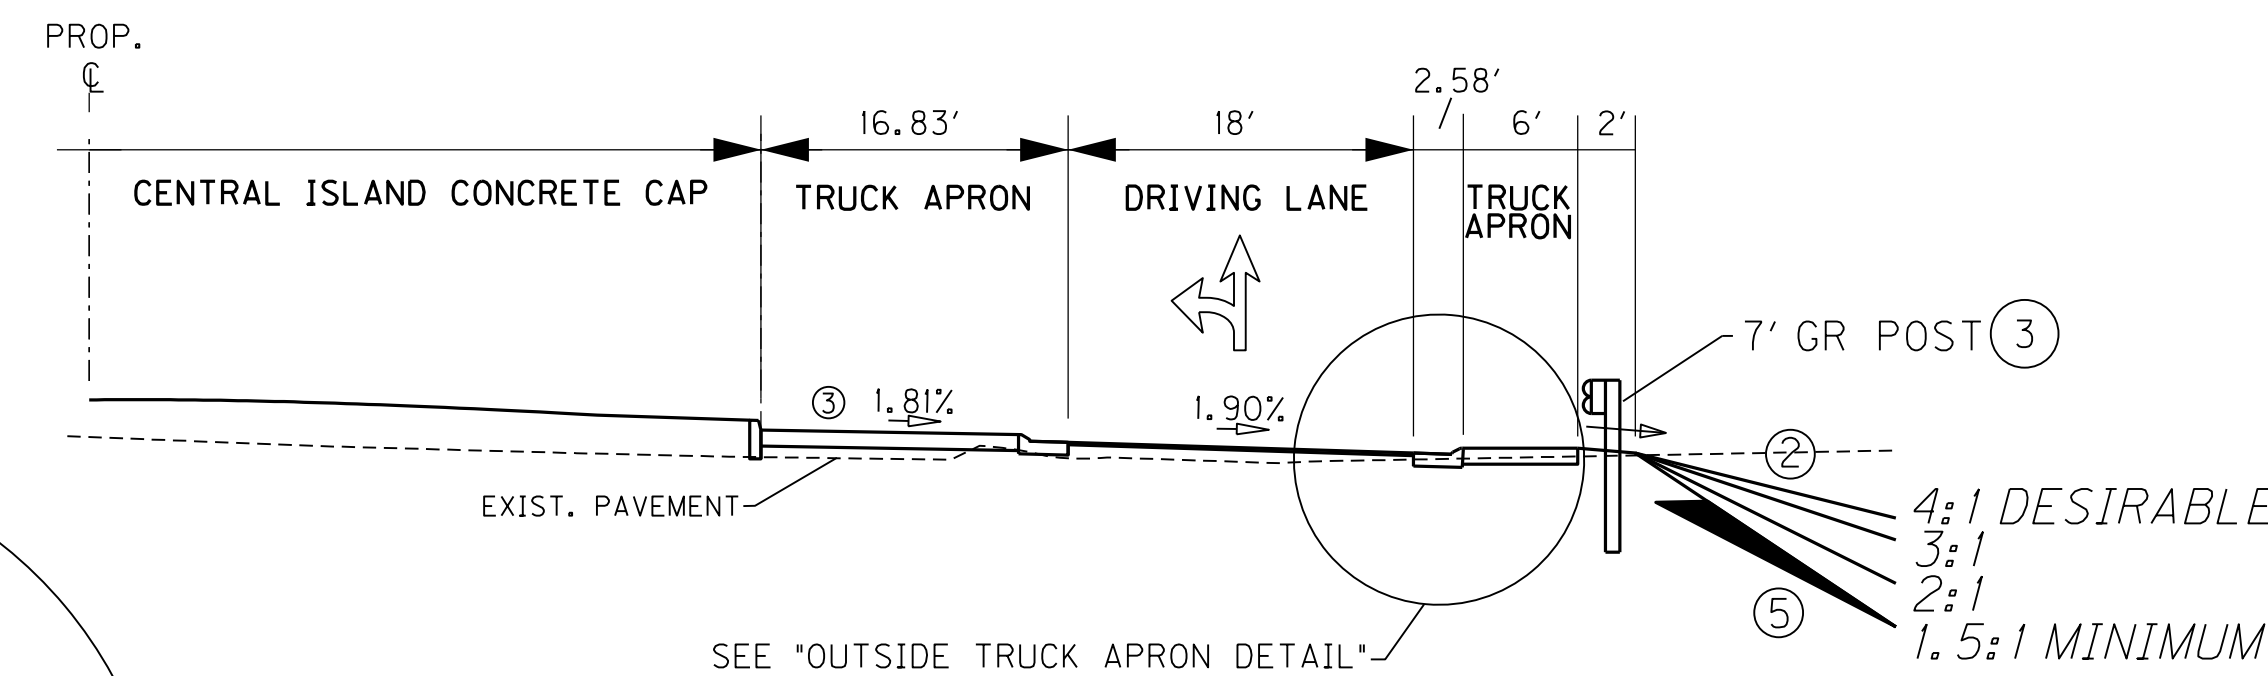 PROP.
℄
2.58'
16.83'
18'
6'
2'
CENTRAL ISLAND CONCRETE CAP
TRUCK APRON
DRIVING LANE
TRUCK
APRON
7' GR POST 3
3 1.81%
1.90%
2
EXIST. PAVEMENT
4:1 DESIRABLE
3:1
2:1
5
1.5:1 MINIMUM
SEE "OUTSIDE TRUCK APRON DETAIL"